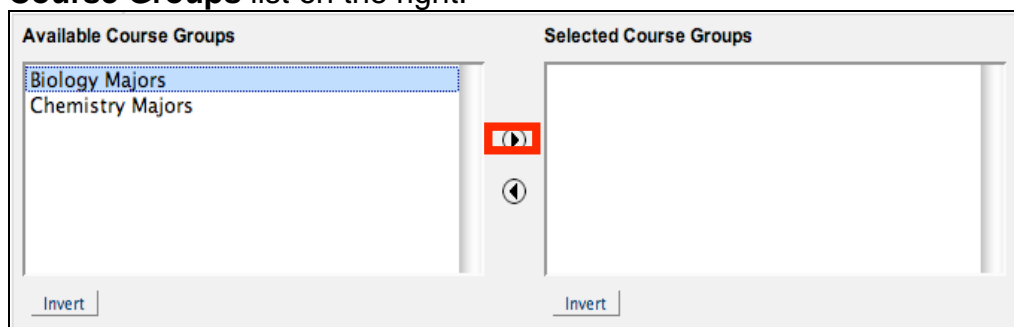 Course Groups list on the right.
Available Course Groups
Selected Course Groups
Biology Majors
Chemistry Majors
Invert
Invert